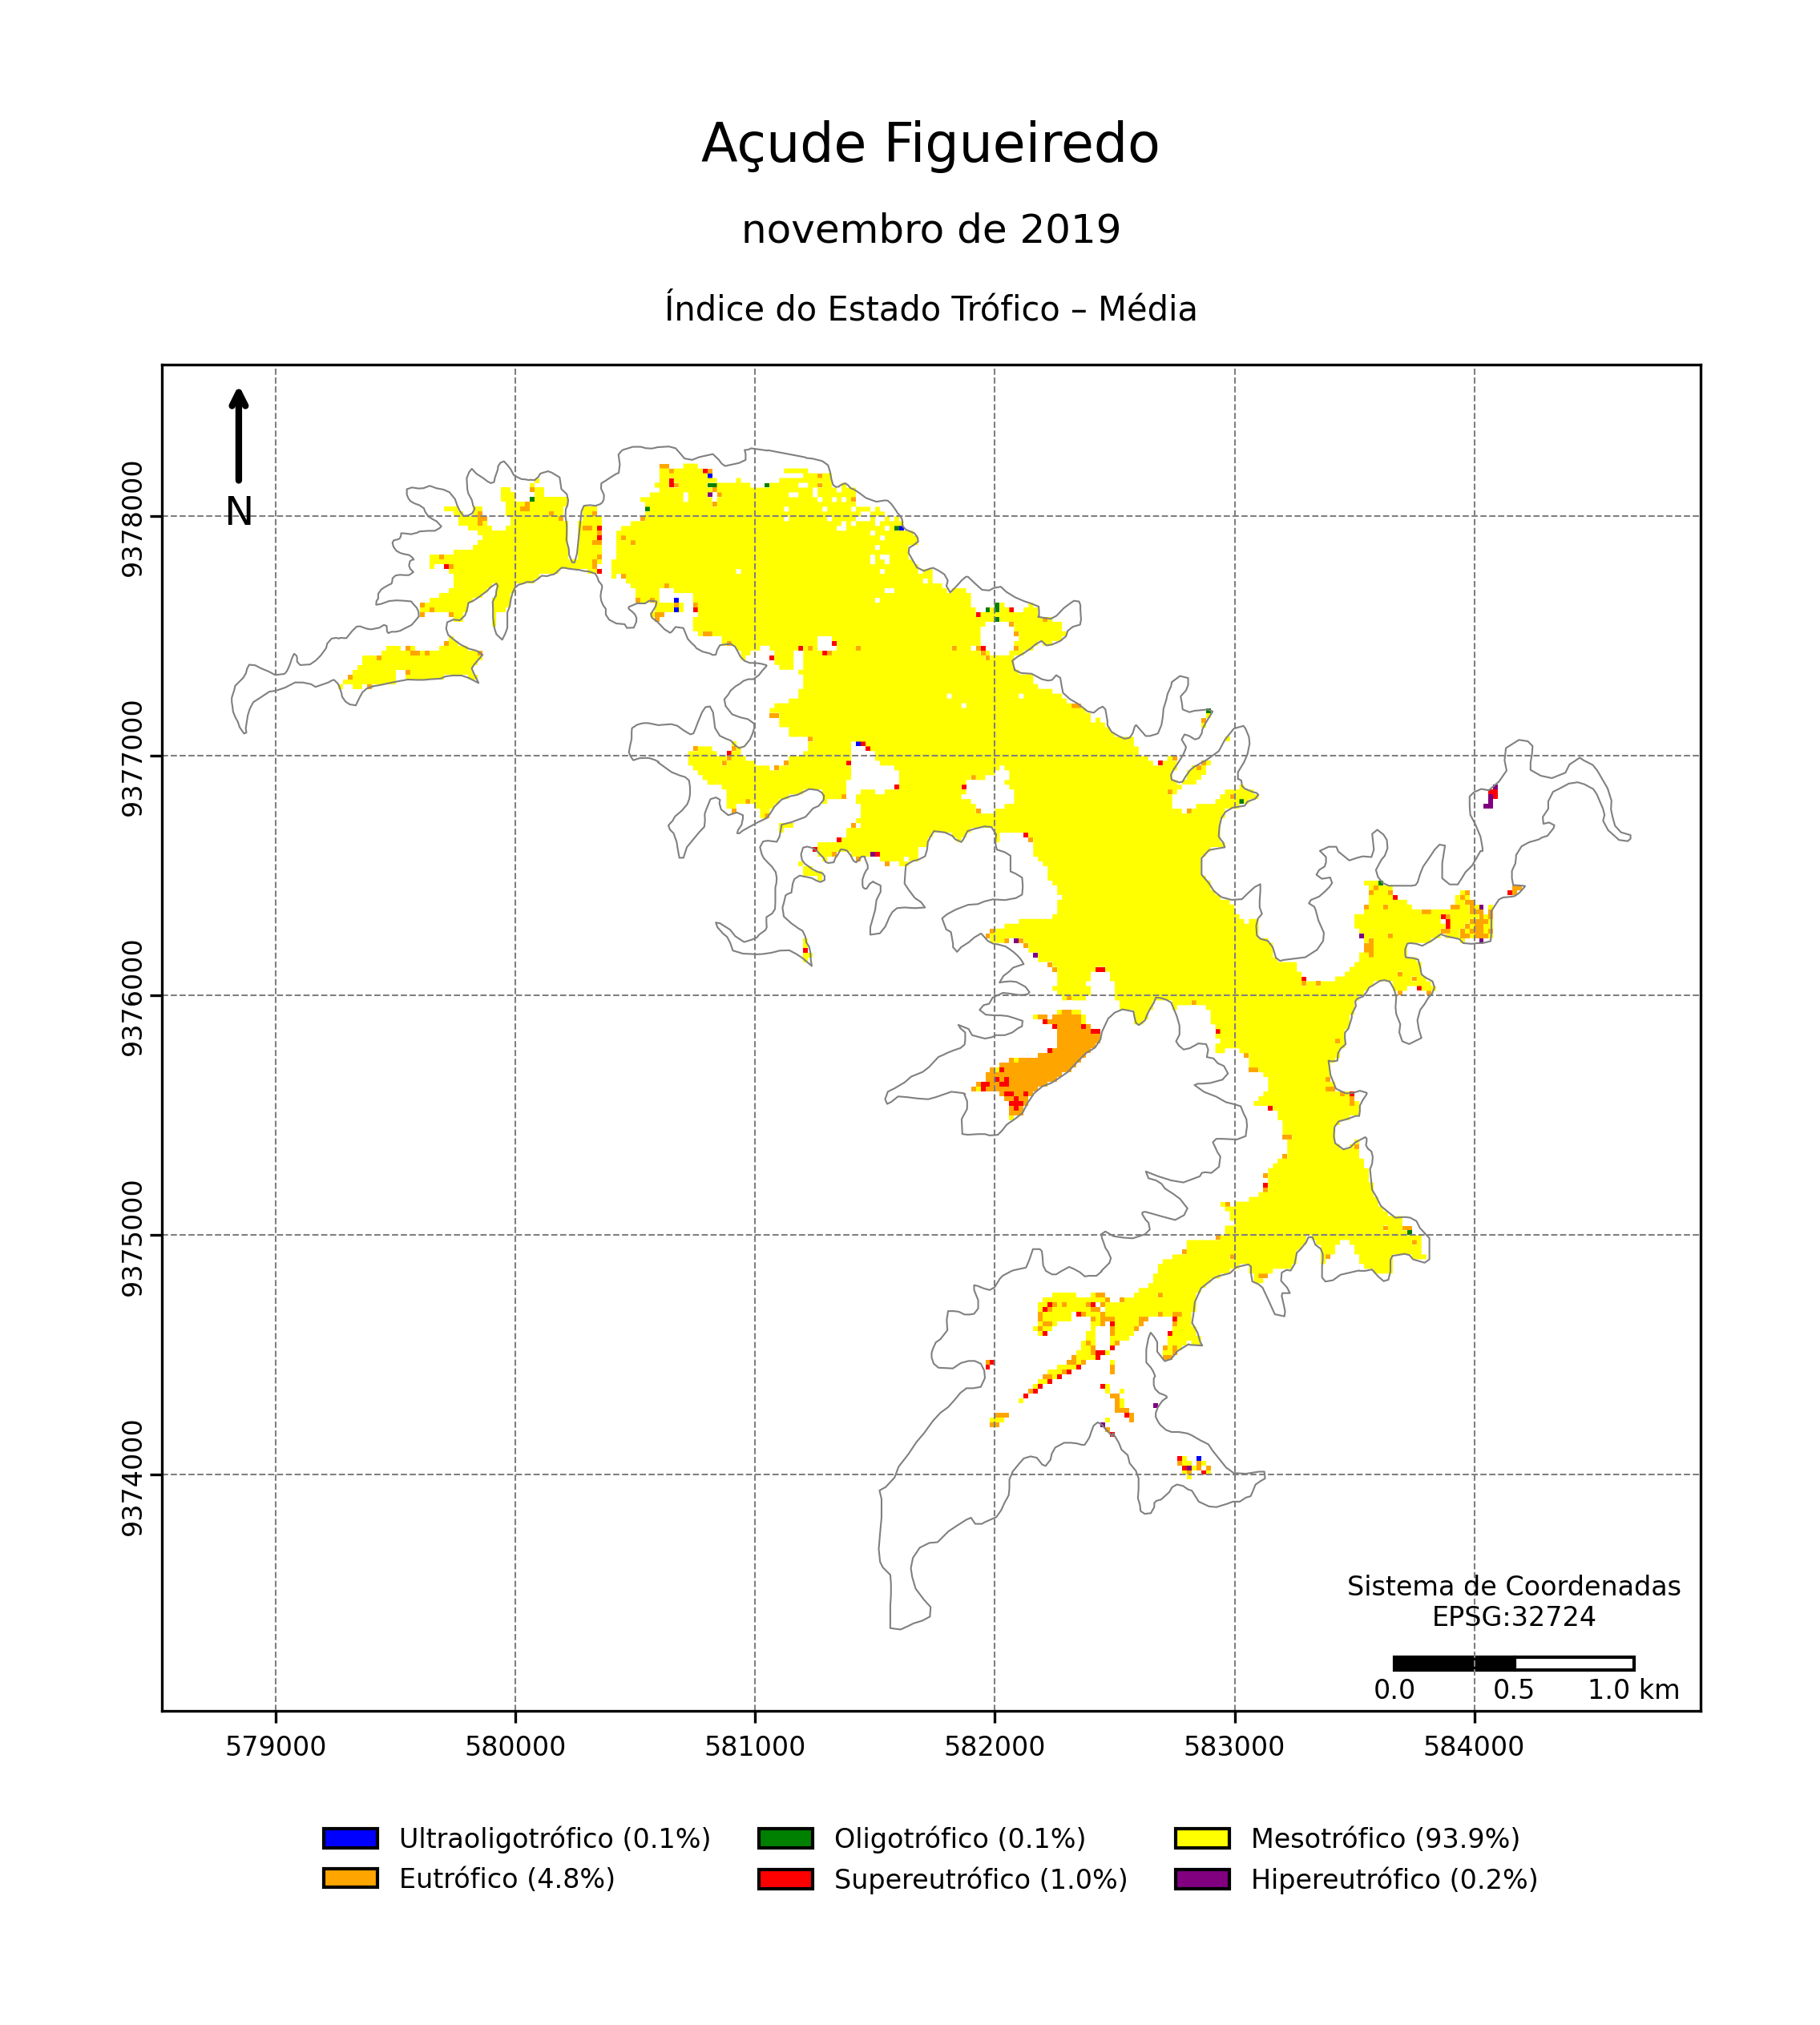 Açude Figueiredo
novembro de 2019
Índice do Estado Trófico – Média
N
9378000
9377000
9376000
9375000
9374000
Sistema de Coordenadas
EPSG:32724
0.0 0.5 1.0 km
579000 580000 581000 582000 583000 584000
Ultraoligotrófico (0.1%) Oligotrófico (0.1%) Mesotrófico (93.9%)
Eutrófico (4.8%) Supereutrófico (1.0%) Hipereutrófico (0.2%)